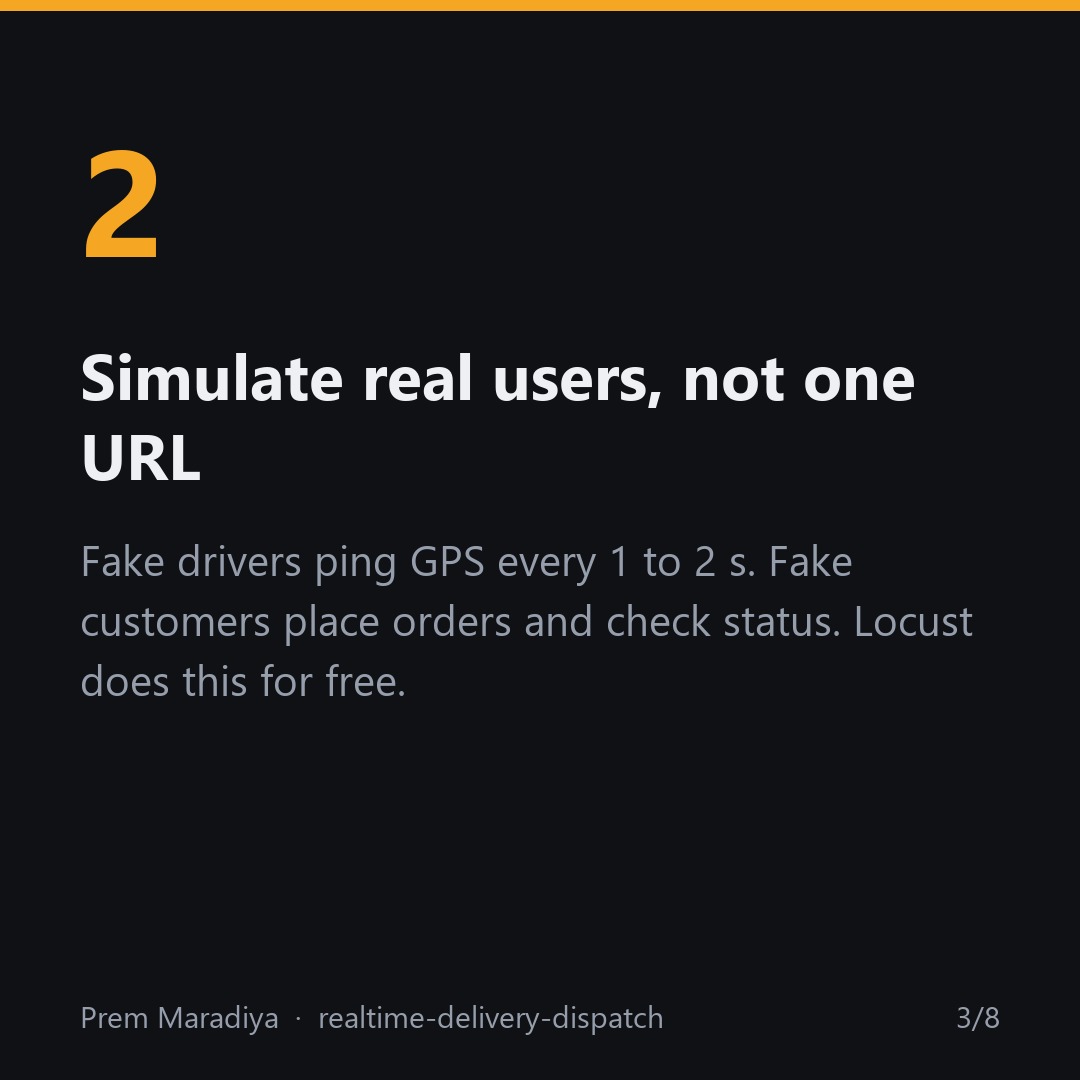 2
Simulate real users, not one
URL
Fake drivers ping GPS every 1 to 2 s. Fake
customers place orders and check status. Locust
does this for free.
Prem Maradiya · realtime-delivery-dispatch 3/8